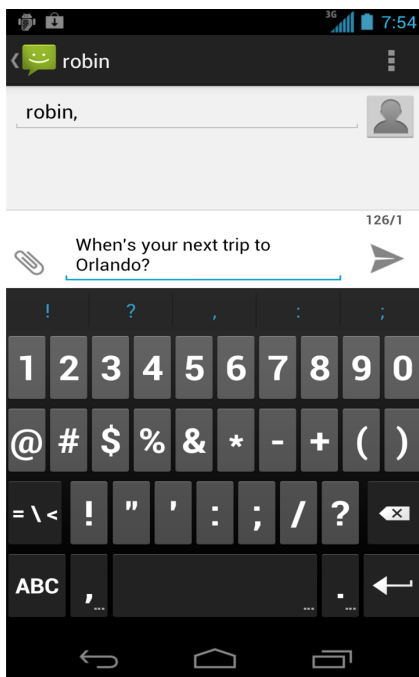 3G 7:54
robin
robin,
126/1
When's your next trip to
Orlando?
! ? , : ;
1 2 3 4 5 6 7 8 9 0
@ # $ % & * - + ( )
= \ < ! " ' : ; / ?
ABC , ... ... . ...